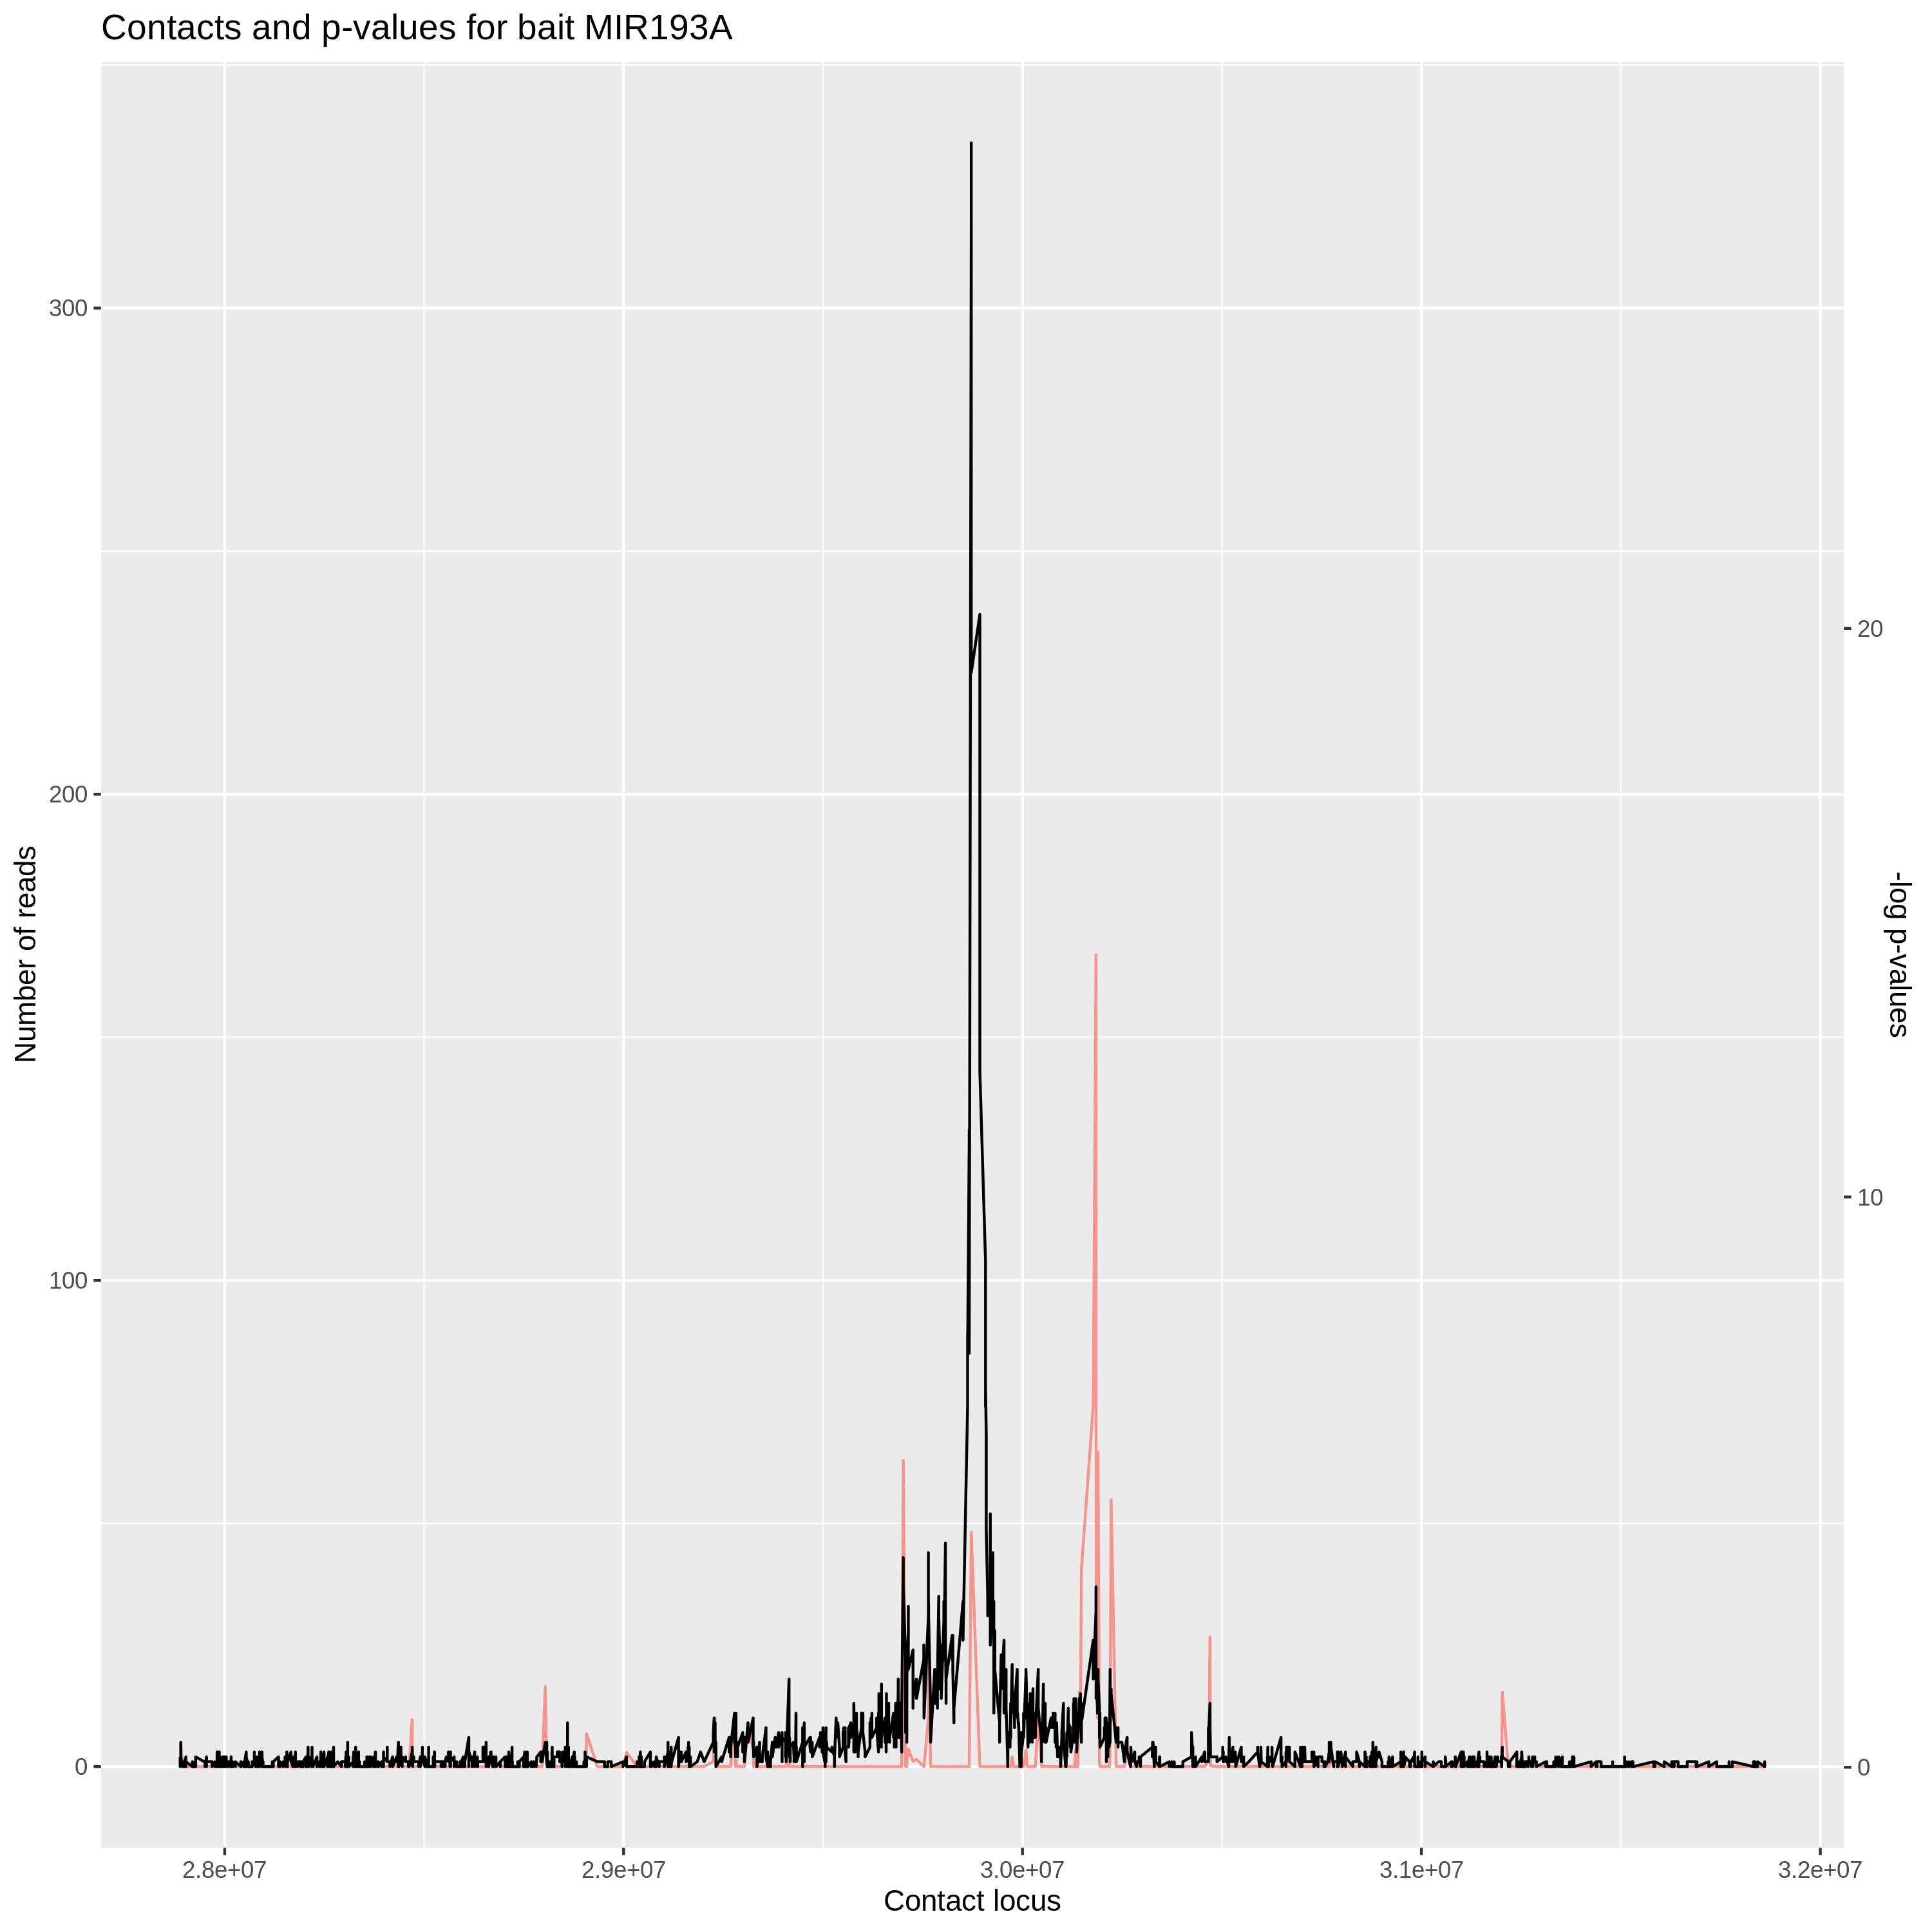 Contacts and p-values for bait MIR193A
300
200
100
0
Number of reads
20
10
0
-log p-values
2.8e+07
2.9e+07
3.0e+07
3.1e+07
3.2e+07
Contact locus